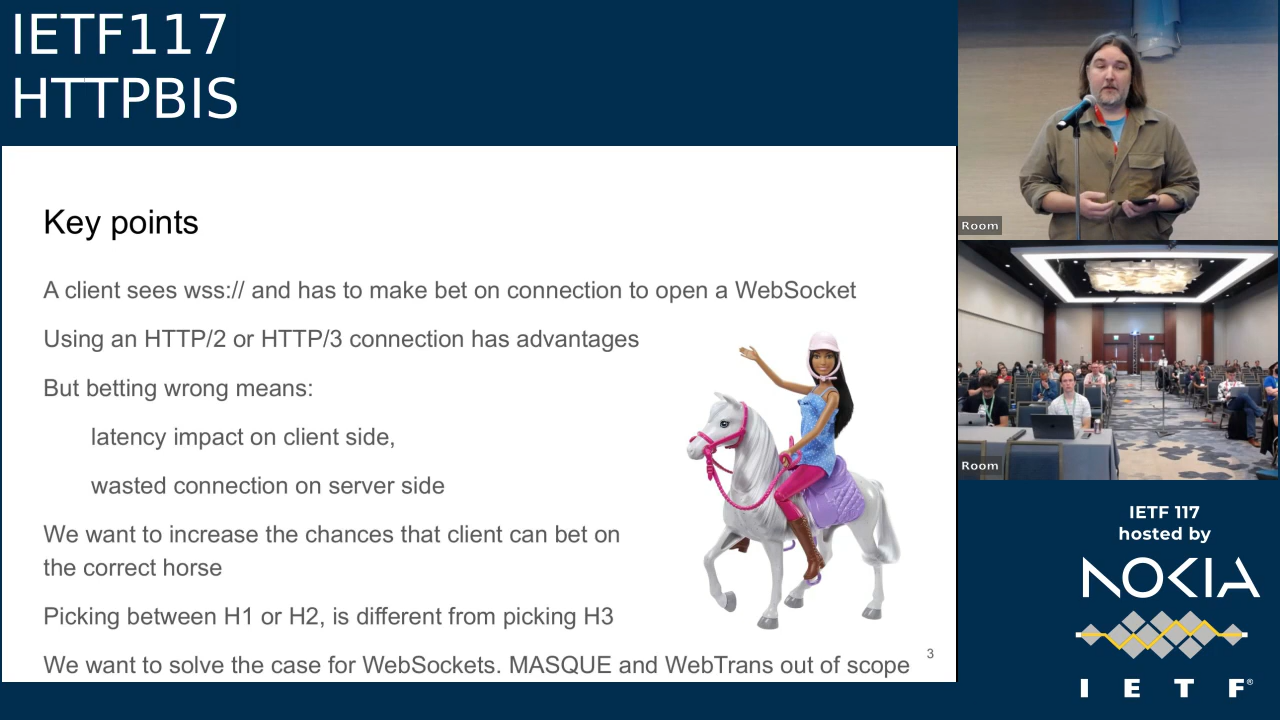 IETF117
HTTPBIS
Key points
A client sees wss:// and has to make bet on connection to open a WebSocket
Using an HTTP/2 or HTTP/3 connection has advantages
But betting wrong means:
latency impact on client side,
wasted connection on server side
We want to increase the chances that client can bet on
the correct horse
Picking between H1 or H2, is different from picking H3
We want to solve the case for WebSockets. MASQUE and WebTrans out of scope
3
Room
Room
IETF 117
hosted by
NOKIA
I E T F®